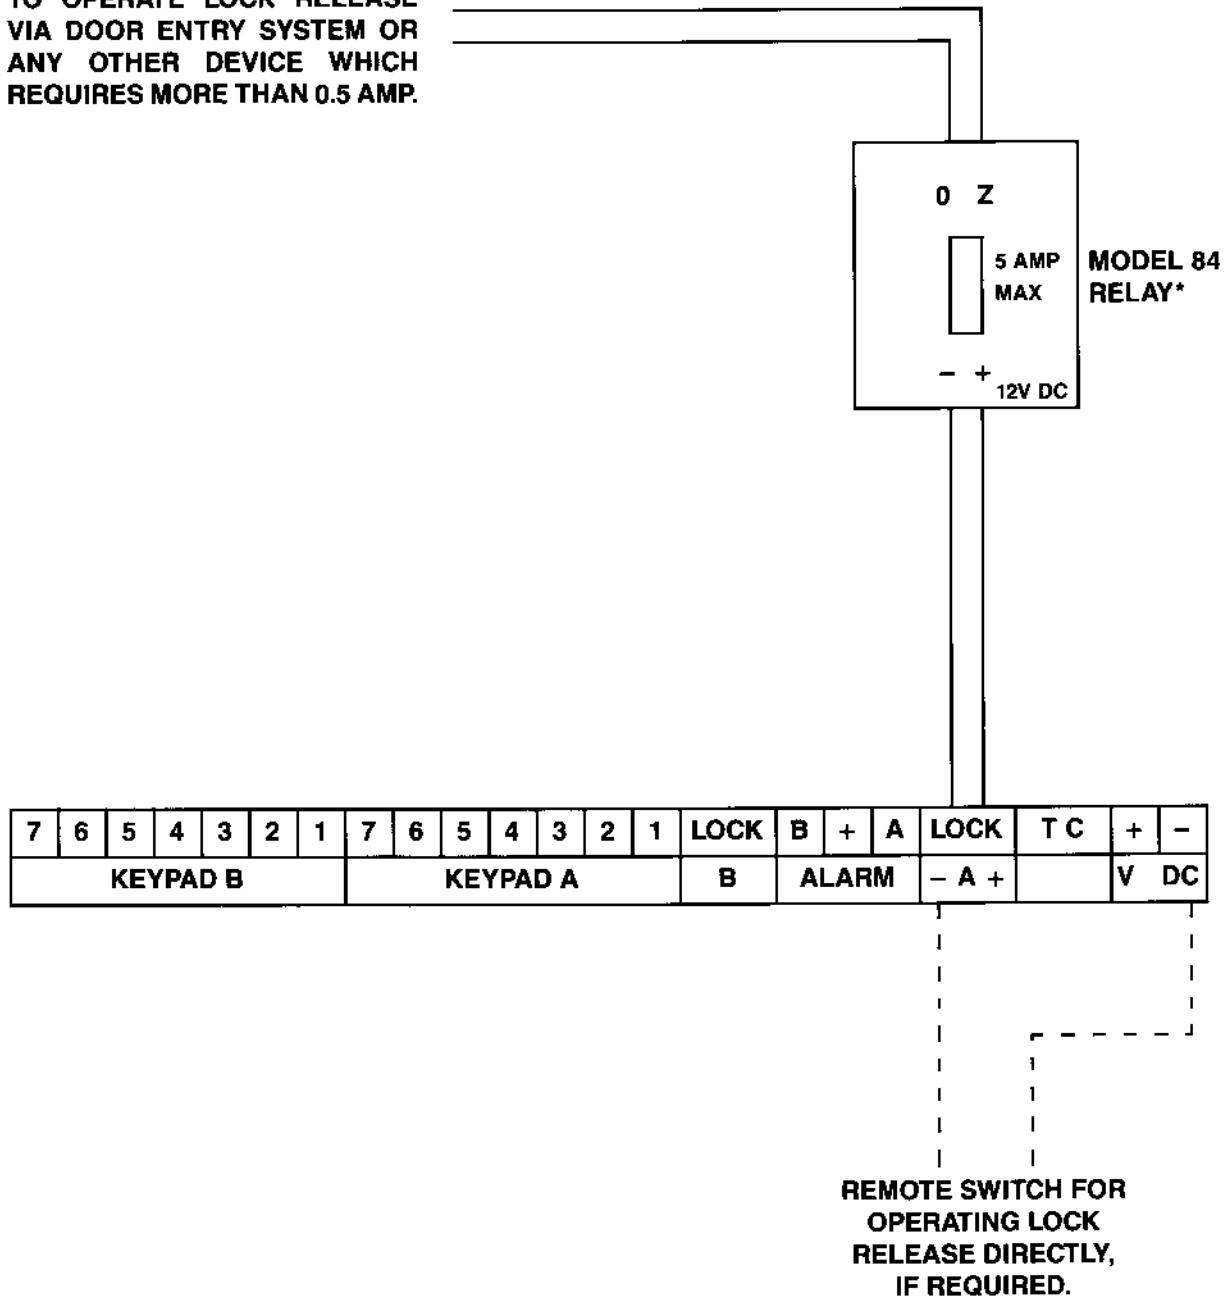 TO OPERATE LOCK RELEASE
VIA DOOR ENTRY SYSTEM OR
ANY OTHER DEVICE WHICH
REQUIRES MORE THAN 0.5 AMP.
0 Z
5 AMP
MAX
MODEL 84
RELAY*
- +
12V DC
7 6 5 4 3 2 1 7 6 5 4 3 2 1 LOCK B + A LOCK T C + -
KEYPAD B KEYPAD A B ALARM - A + V DC
REMOTE SWITCH FOR
OPERATING LOCK
RELEASE DIRECTLY,
IF REQUIRED.